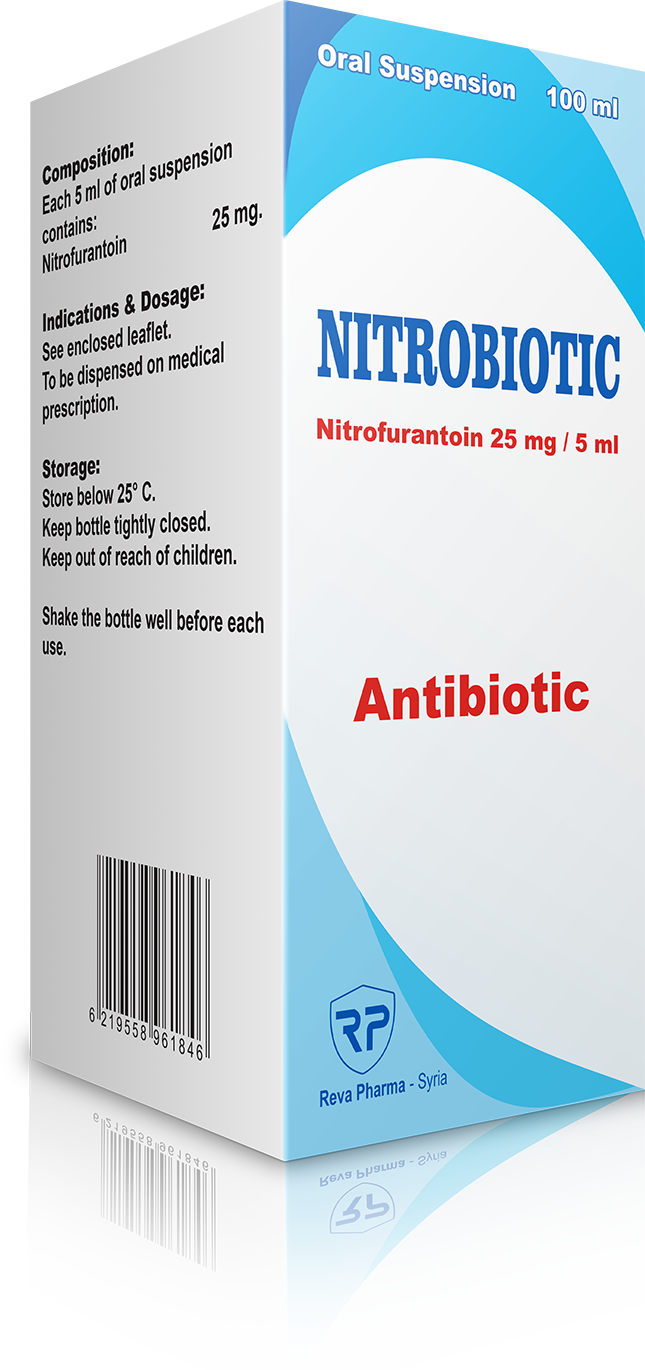 Oral Suspension 100 ml
NITROBIOTIC
Nitrofurantoin 25 mg / 5 ml
Antibiotic
RP
Reva Pharma - Syria
Composition:
Each 5 ml of oral suspension
contains:
Nitrofurantoin 25 mg.
Indications & Dosage:
See enclosed leaflet.
To be dispensed on medical
prescription.
Storage:
Store below 25° C.
Keep bottle tightly closed.
Keep out of reach of children.
Shake the bottle well before each
use.
6 219558 961846